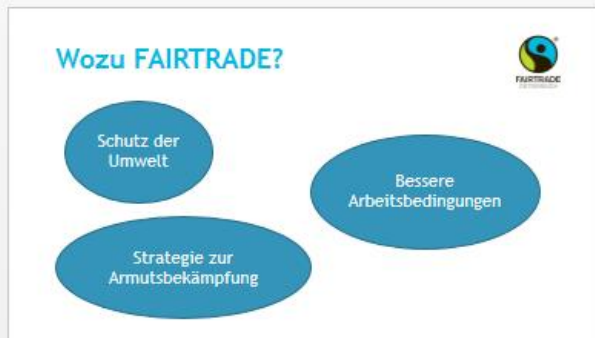 Wozu FAIRTRADE?
FAIRTRADE
Schutz der
Umwelt
Bessere
Arbeitsbedingungen
Strategie zur
Armutsbekämpfung